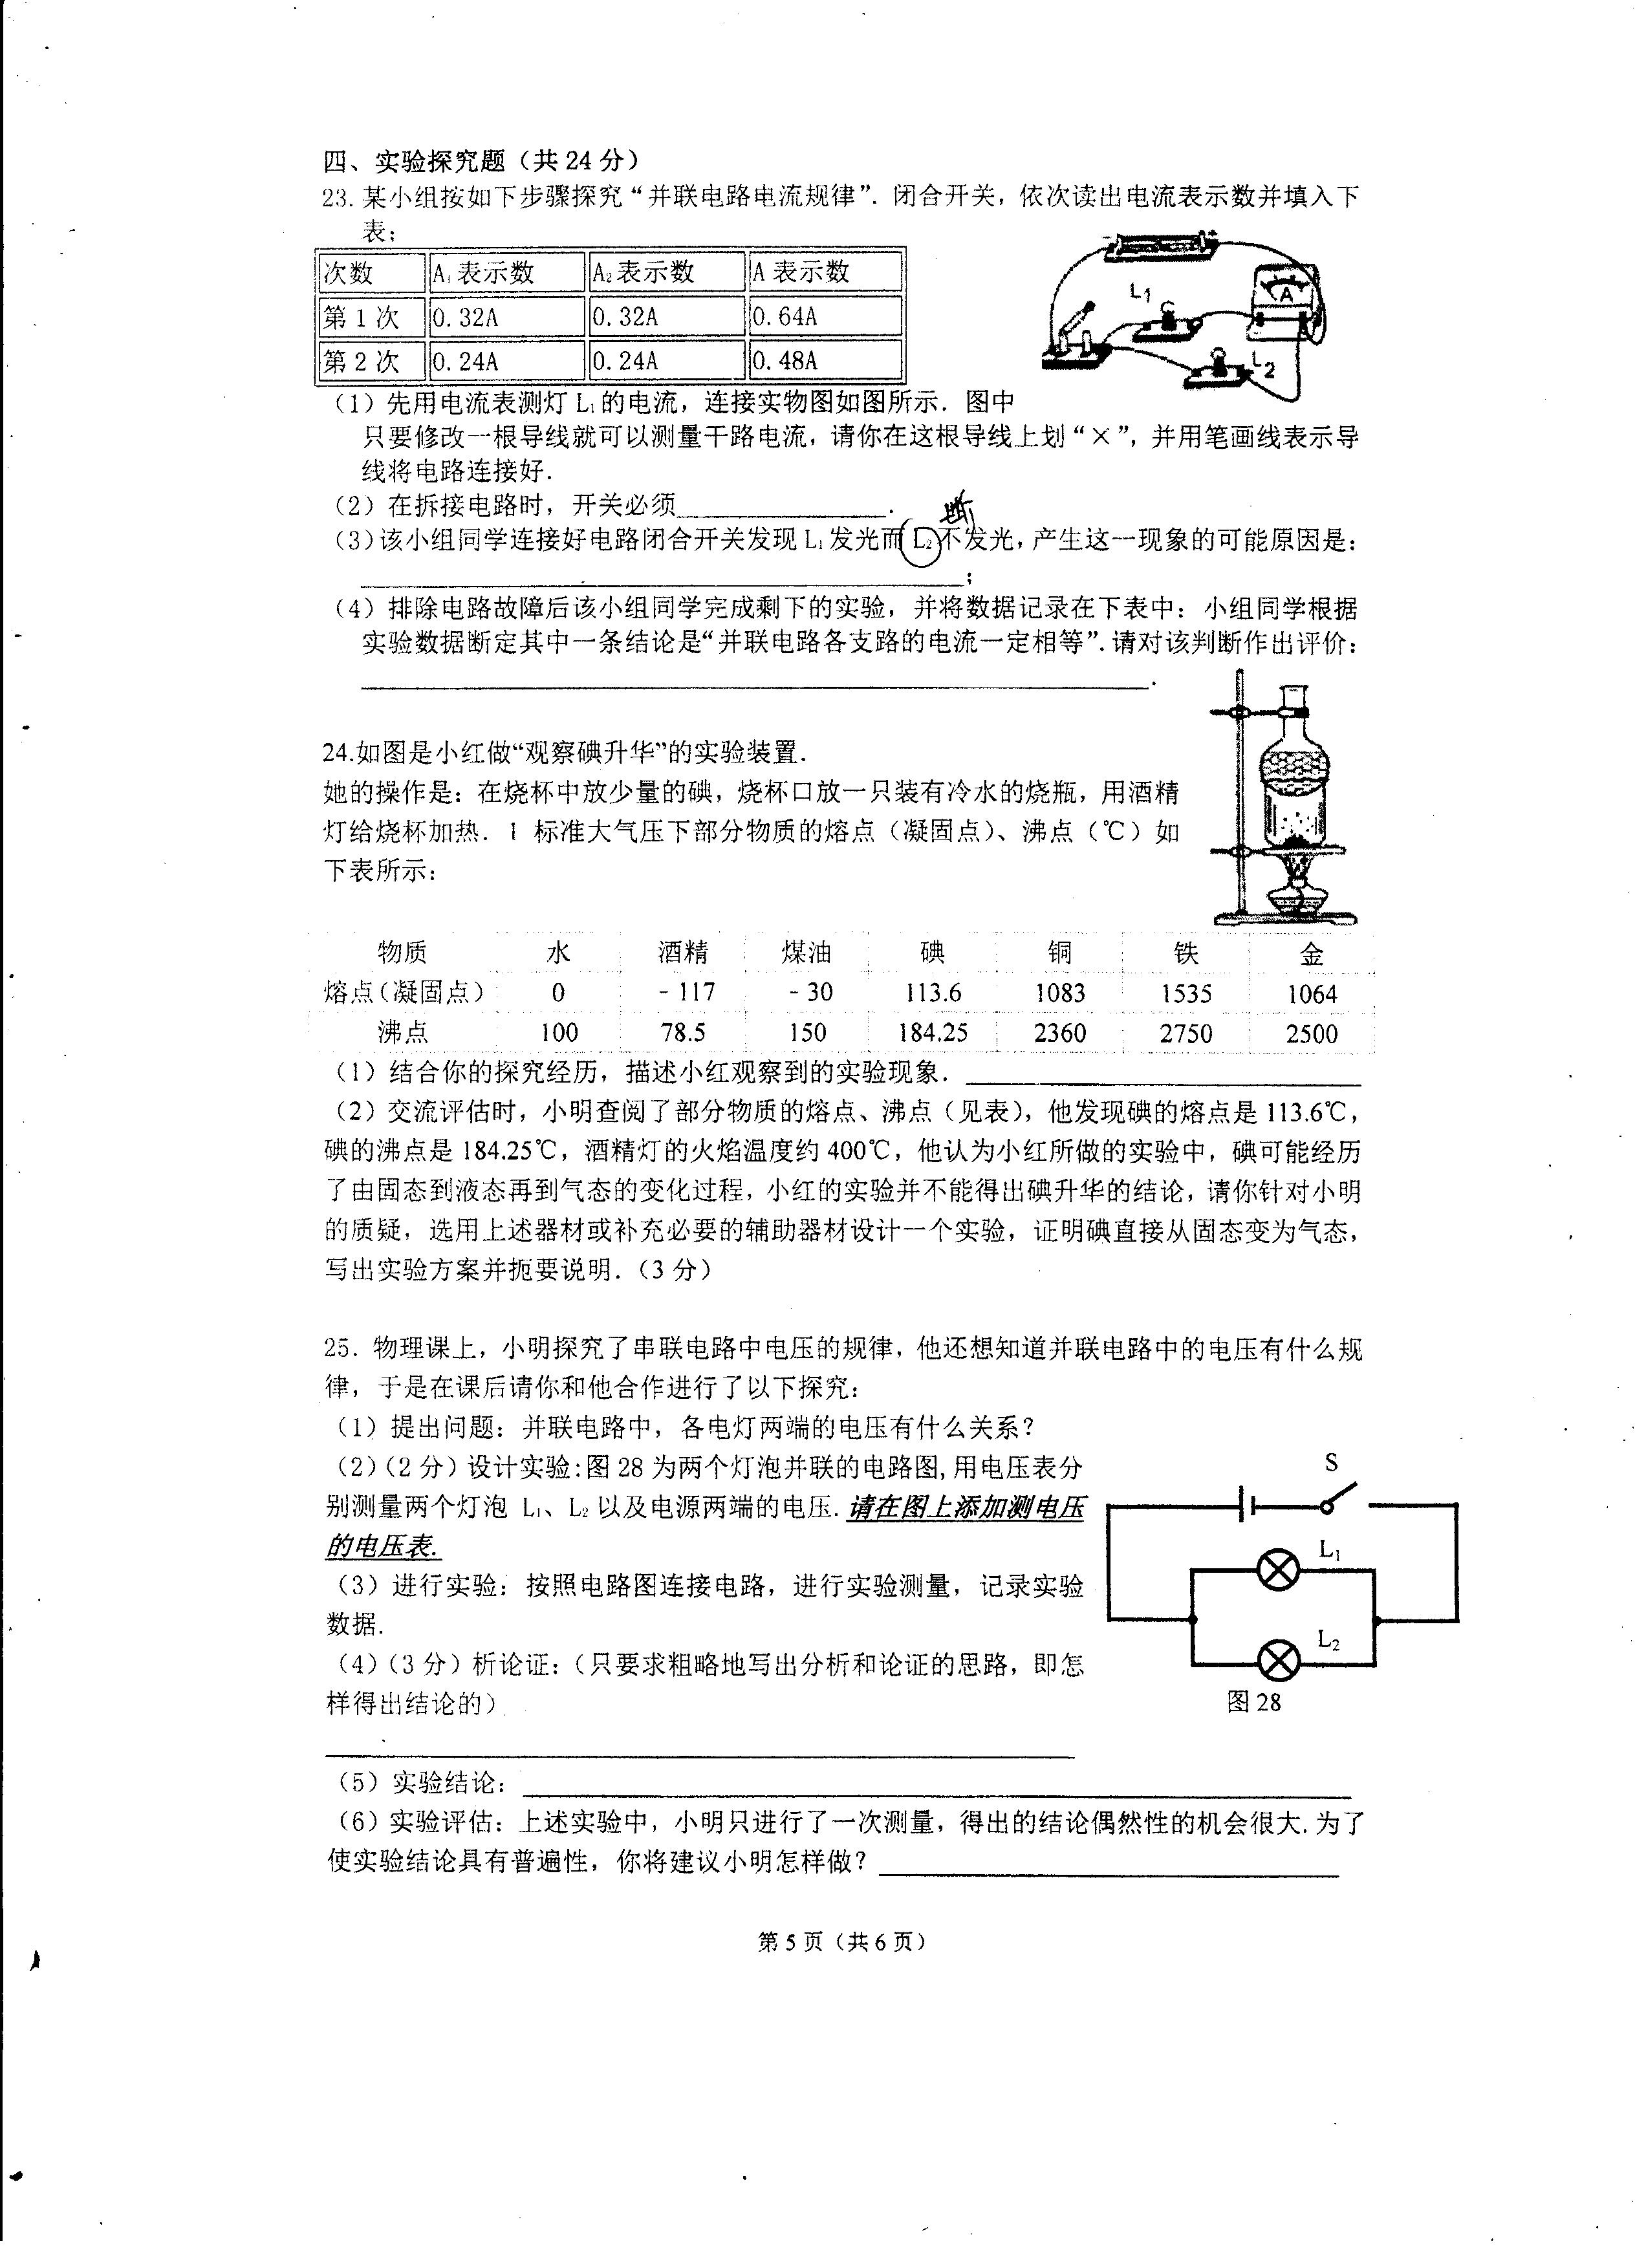 四、实验探究题（共24分）
23. 某小组按如下步骤探究“并联电路电流规律”. 闭合开关，依次读出电流表示数并填入下
表；
次数 A₁表示数 A₂表示数 A 表示数
第1次 0.32A 0.32A 0.64A
第2次 0.24A 0.24A 0.48A
L₁
A
L₂
（1）先用电流表测灯 L₁的电流，连接实物图如图所示. 图中
只要修改一根导线就可以测量干路电流，请你在这根导线上划“×”，并用笔画线表示导
线将电路连接好.
（2）在拆接电路时，开关必须________.
断
（3）该小组同学连接好电路闭合开关发现 L₁发光而L₂不发光，产生这一现象的可能原因是：
________；
（4）排除电路故障后该小组同学完成剩下的实验，并将数据记录在下表中：小组同学根据
实验数据断定其中一条结论是“并联电路各支路的电流一定相等”.请对该判断作出评价：
________.
24.如图是小红做“观察碘升华”的实验装置.
她的操作是：在烧杯中放少量的碘，烧杯口放一只装有冷水的烧瓶，用酒精
灯给烧杯加热. 1 标准大气压下部分物质的熔点（凝固点）、沸点（℃）如
下表所示：
物质 水 酒精 煤油 碘 铜 铁 金
熔点（凝固点） 0 －117 －30 113.6 1083 1535 1064
沸点 100 78.5 150 184.25 2360 2750 2500
（1）结合你的探究经历，描述小红观察到的实验现象. ________
（2）交流评估时，小明查阅了部分物质的熔点、沸点（见表），他发现碘的熔点是 113.6℃，
碘的沸点是 184.25℃，酒精灯的火焰温度约 400℃，他认为小红所做的实验中，碘可能经历
了由固态到液态再到气态的变化过程，小红的实验并不能得出碘升华的结论，请你针对小明
的质疑，选用上述器材或补充必要的辅助器材设计一个实验，证明碘直接从固态变为气态，
写出实验方案并扼要说明.（3 分）
25. 物理课上，小明探究了串联电路中电压的规律，他还想知道并联电路中的电压有什么规
律，于是在课后请你和他合作进行了以下探究：
（1）提出问题：并联电路中，各电灯两端的电压有什么关系？
（2）（2 分）设计实验：图 28 为两个灯泡并联的电路图，用电压表分
别测量两个灯泡 L₁、L₂ 以及电源两端的电压. 请在图上添加测电压
的电压表.
（3）进行实验：按照电路图连接电路，进行实验测量，记录实验
数据.
（4）（3 分）析论证：（只要求粗略地写出分析和论证的思路，即怎
样得出结论的）
S
L₁
L₂
图 28
（5）实验结论：________
（6）实验评估：上述实验中，小明只进行了一次测量，得出的结论偶然性的机会很大. 为了
使实验结论具有普遍性，你将建议小明怎样做？________
第 5 页（共 6 页）